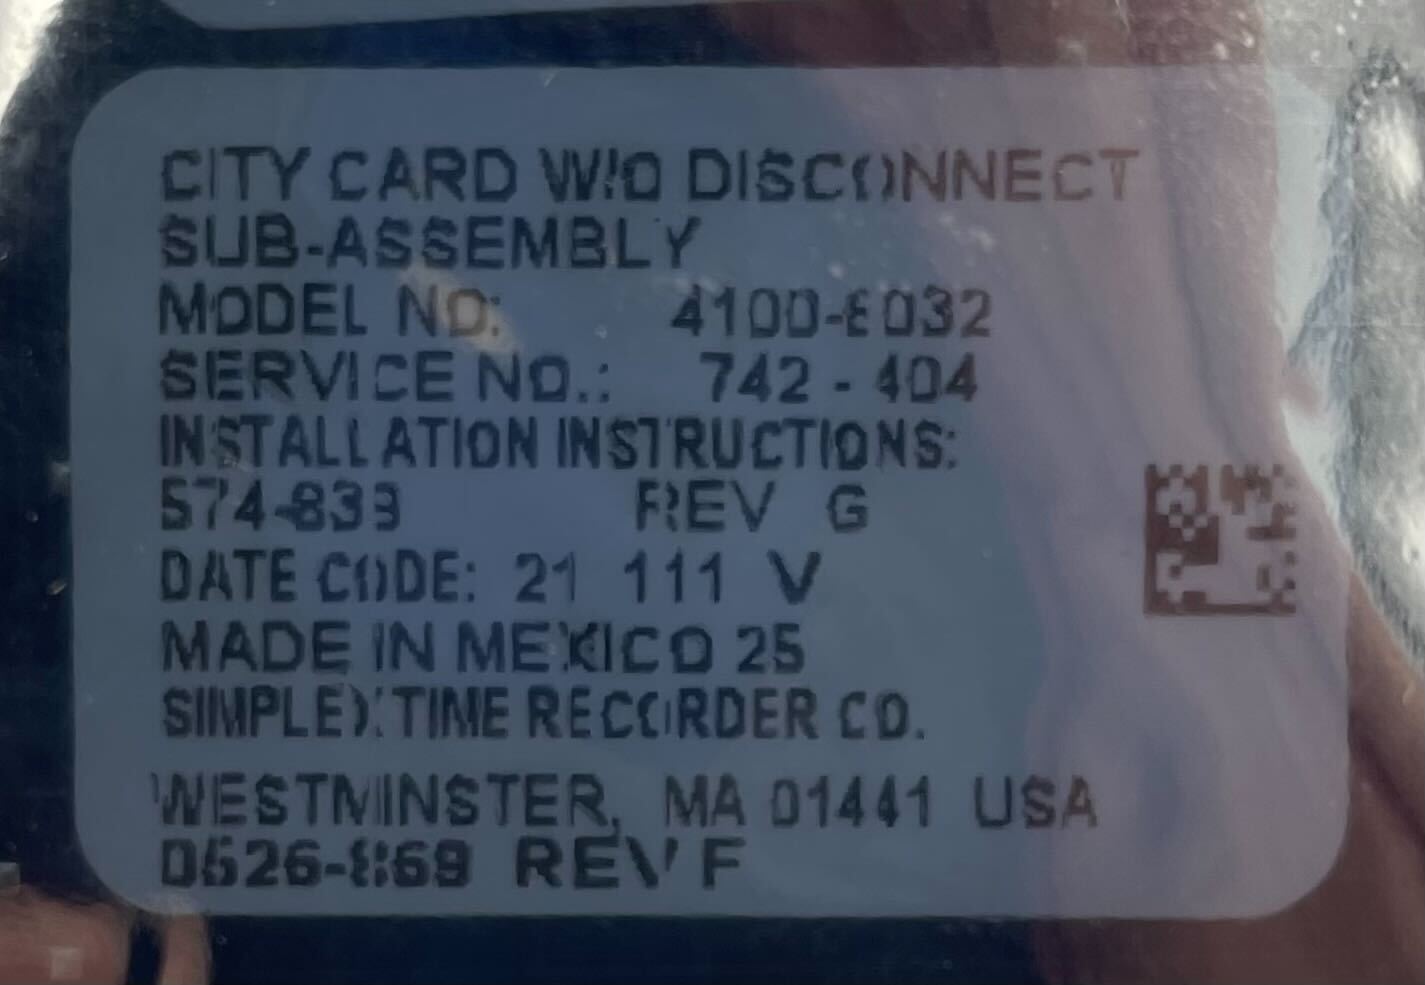 CITY CARD W/O DISCONNECT
SUB-ASSEMBLY
MODEL NO: 4100-6032
SERVICE NO.: 742-404
INSTALLATION INSTRUCTIONS:
574-839 REV G
DATE CODE: 21 111 V
MADE IN MEXICO 25
SIMPLEX TIME RECORDER CO.
WESTMINSTER, MA 01441 USA
0526-869 REV F